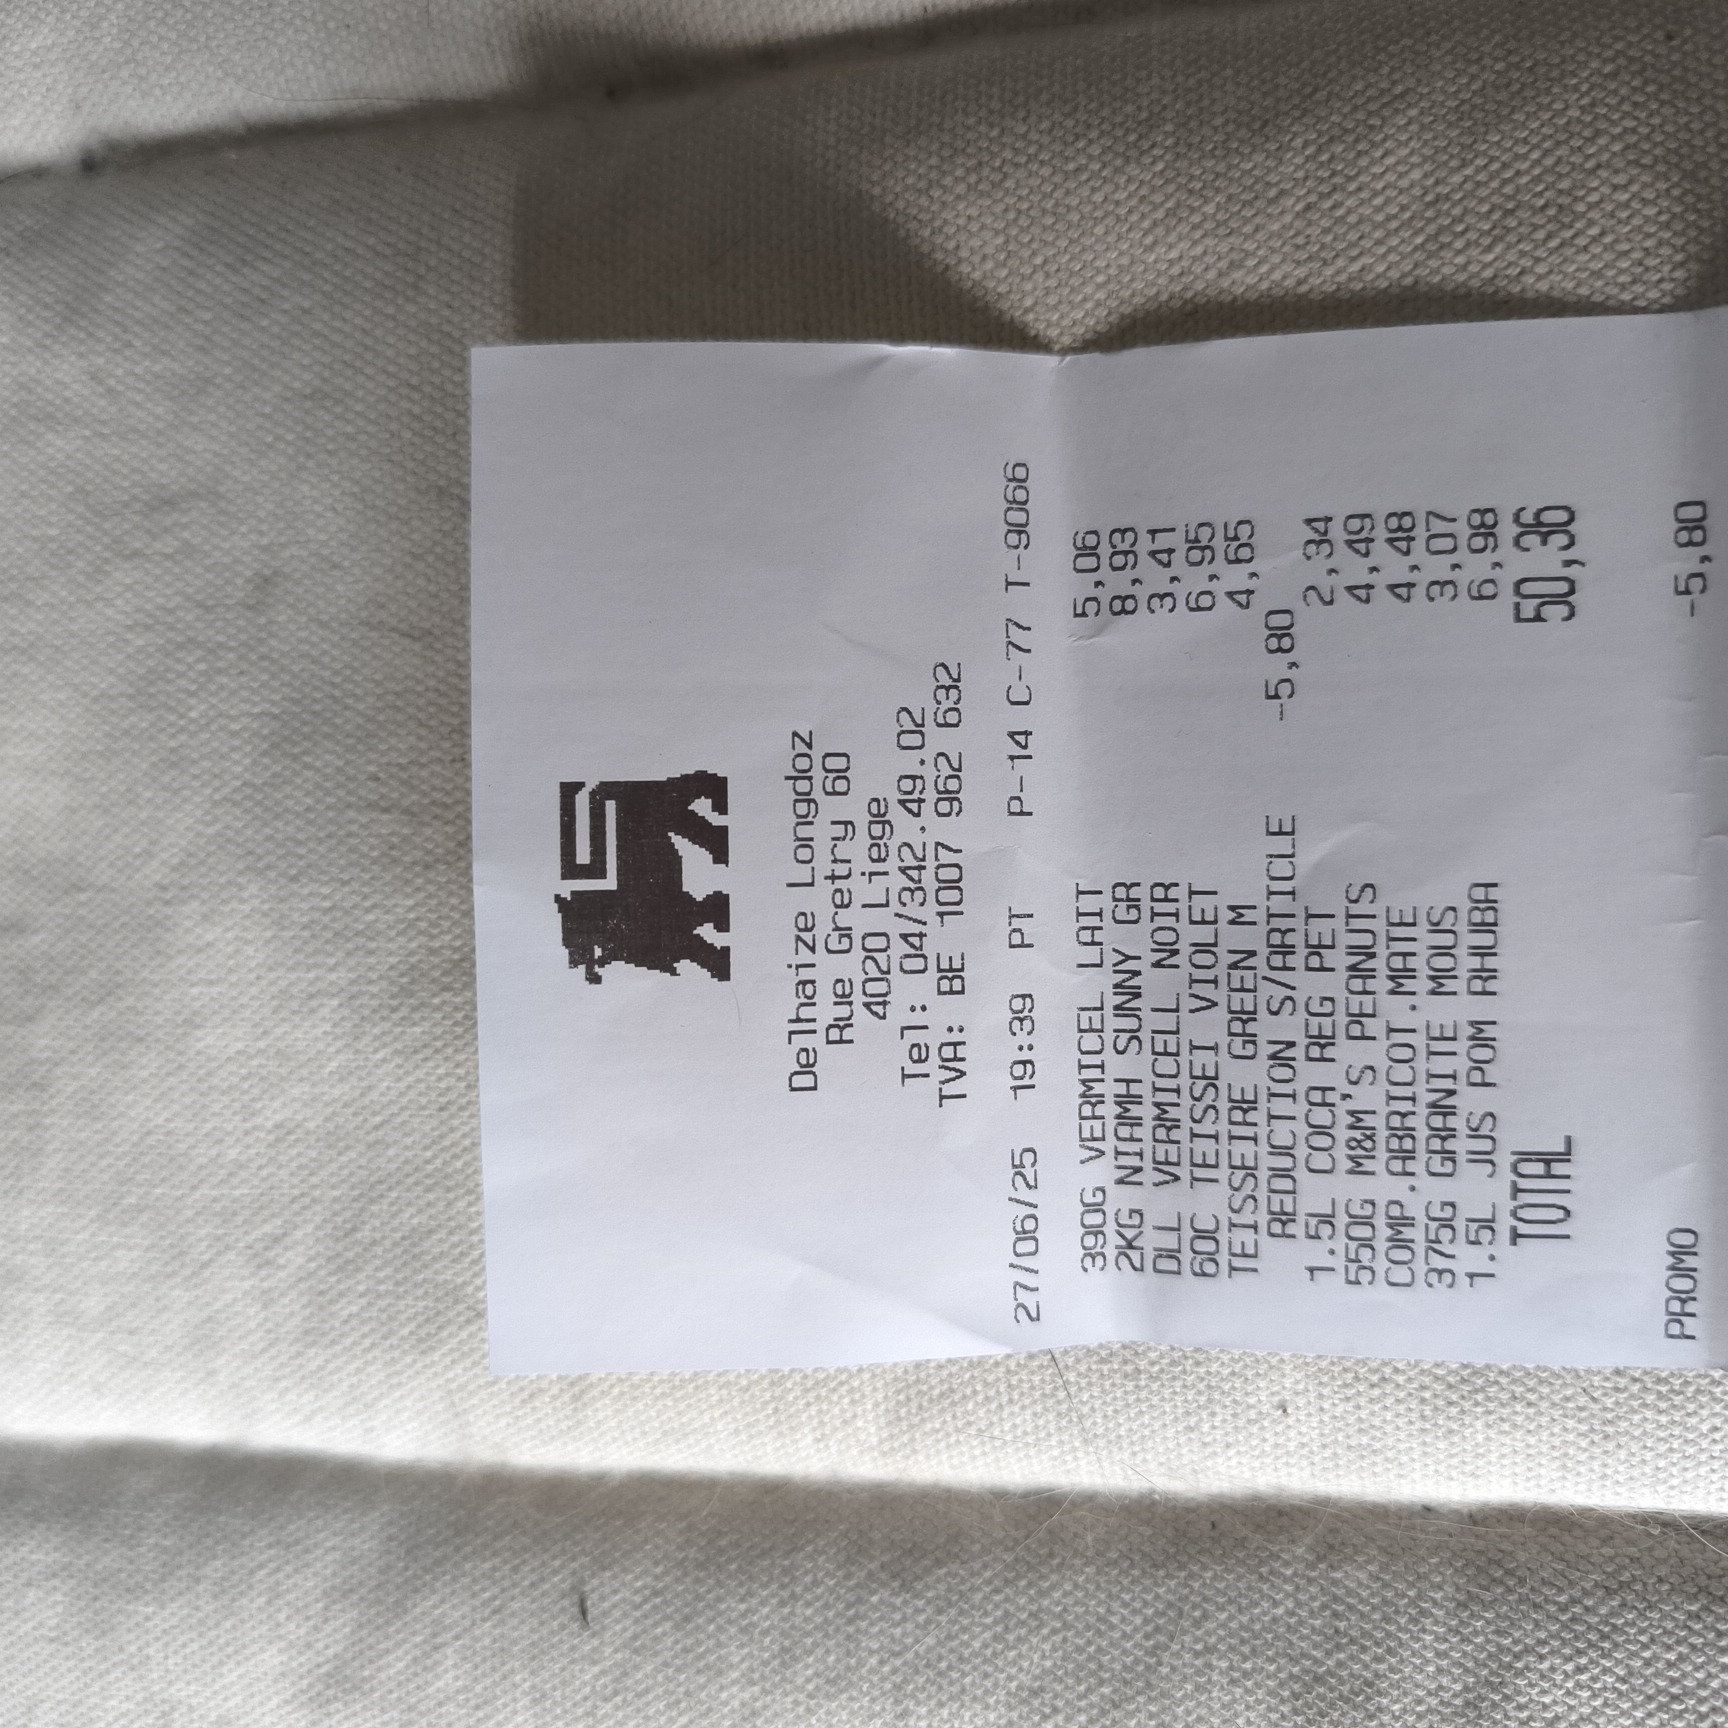 Delhaize Longdoz
Rue Gretry 60
4020 Liege
Tel: 04/342.49.02
TVA: BE 1007 962 632
27/06/25 19:39 PT P-14 C-77 T-9066
390G VERMICEL LAIT 5,06
2KG NIAMH SUNNY GR 8,93
DLL VERMICELL NOIR 3,41
60C TEISSEI VIOLET 6,95
TEISSEIRE GREEN M 4,65
REDUCTION S/ARTICLE -5,80
1.5L COCA REG PET 2,34
550G M&M'S PEANUTS 4,49
COMP.ABRICOT.MATE 4,48
375G GRANITE MOUS 3,07
1.5L JUS POM RHUBA 6,98
TOTAL 50,36
PROMO -5,80